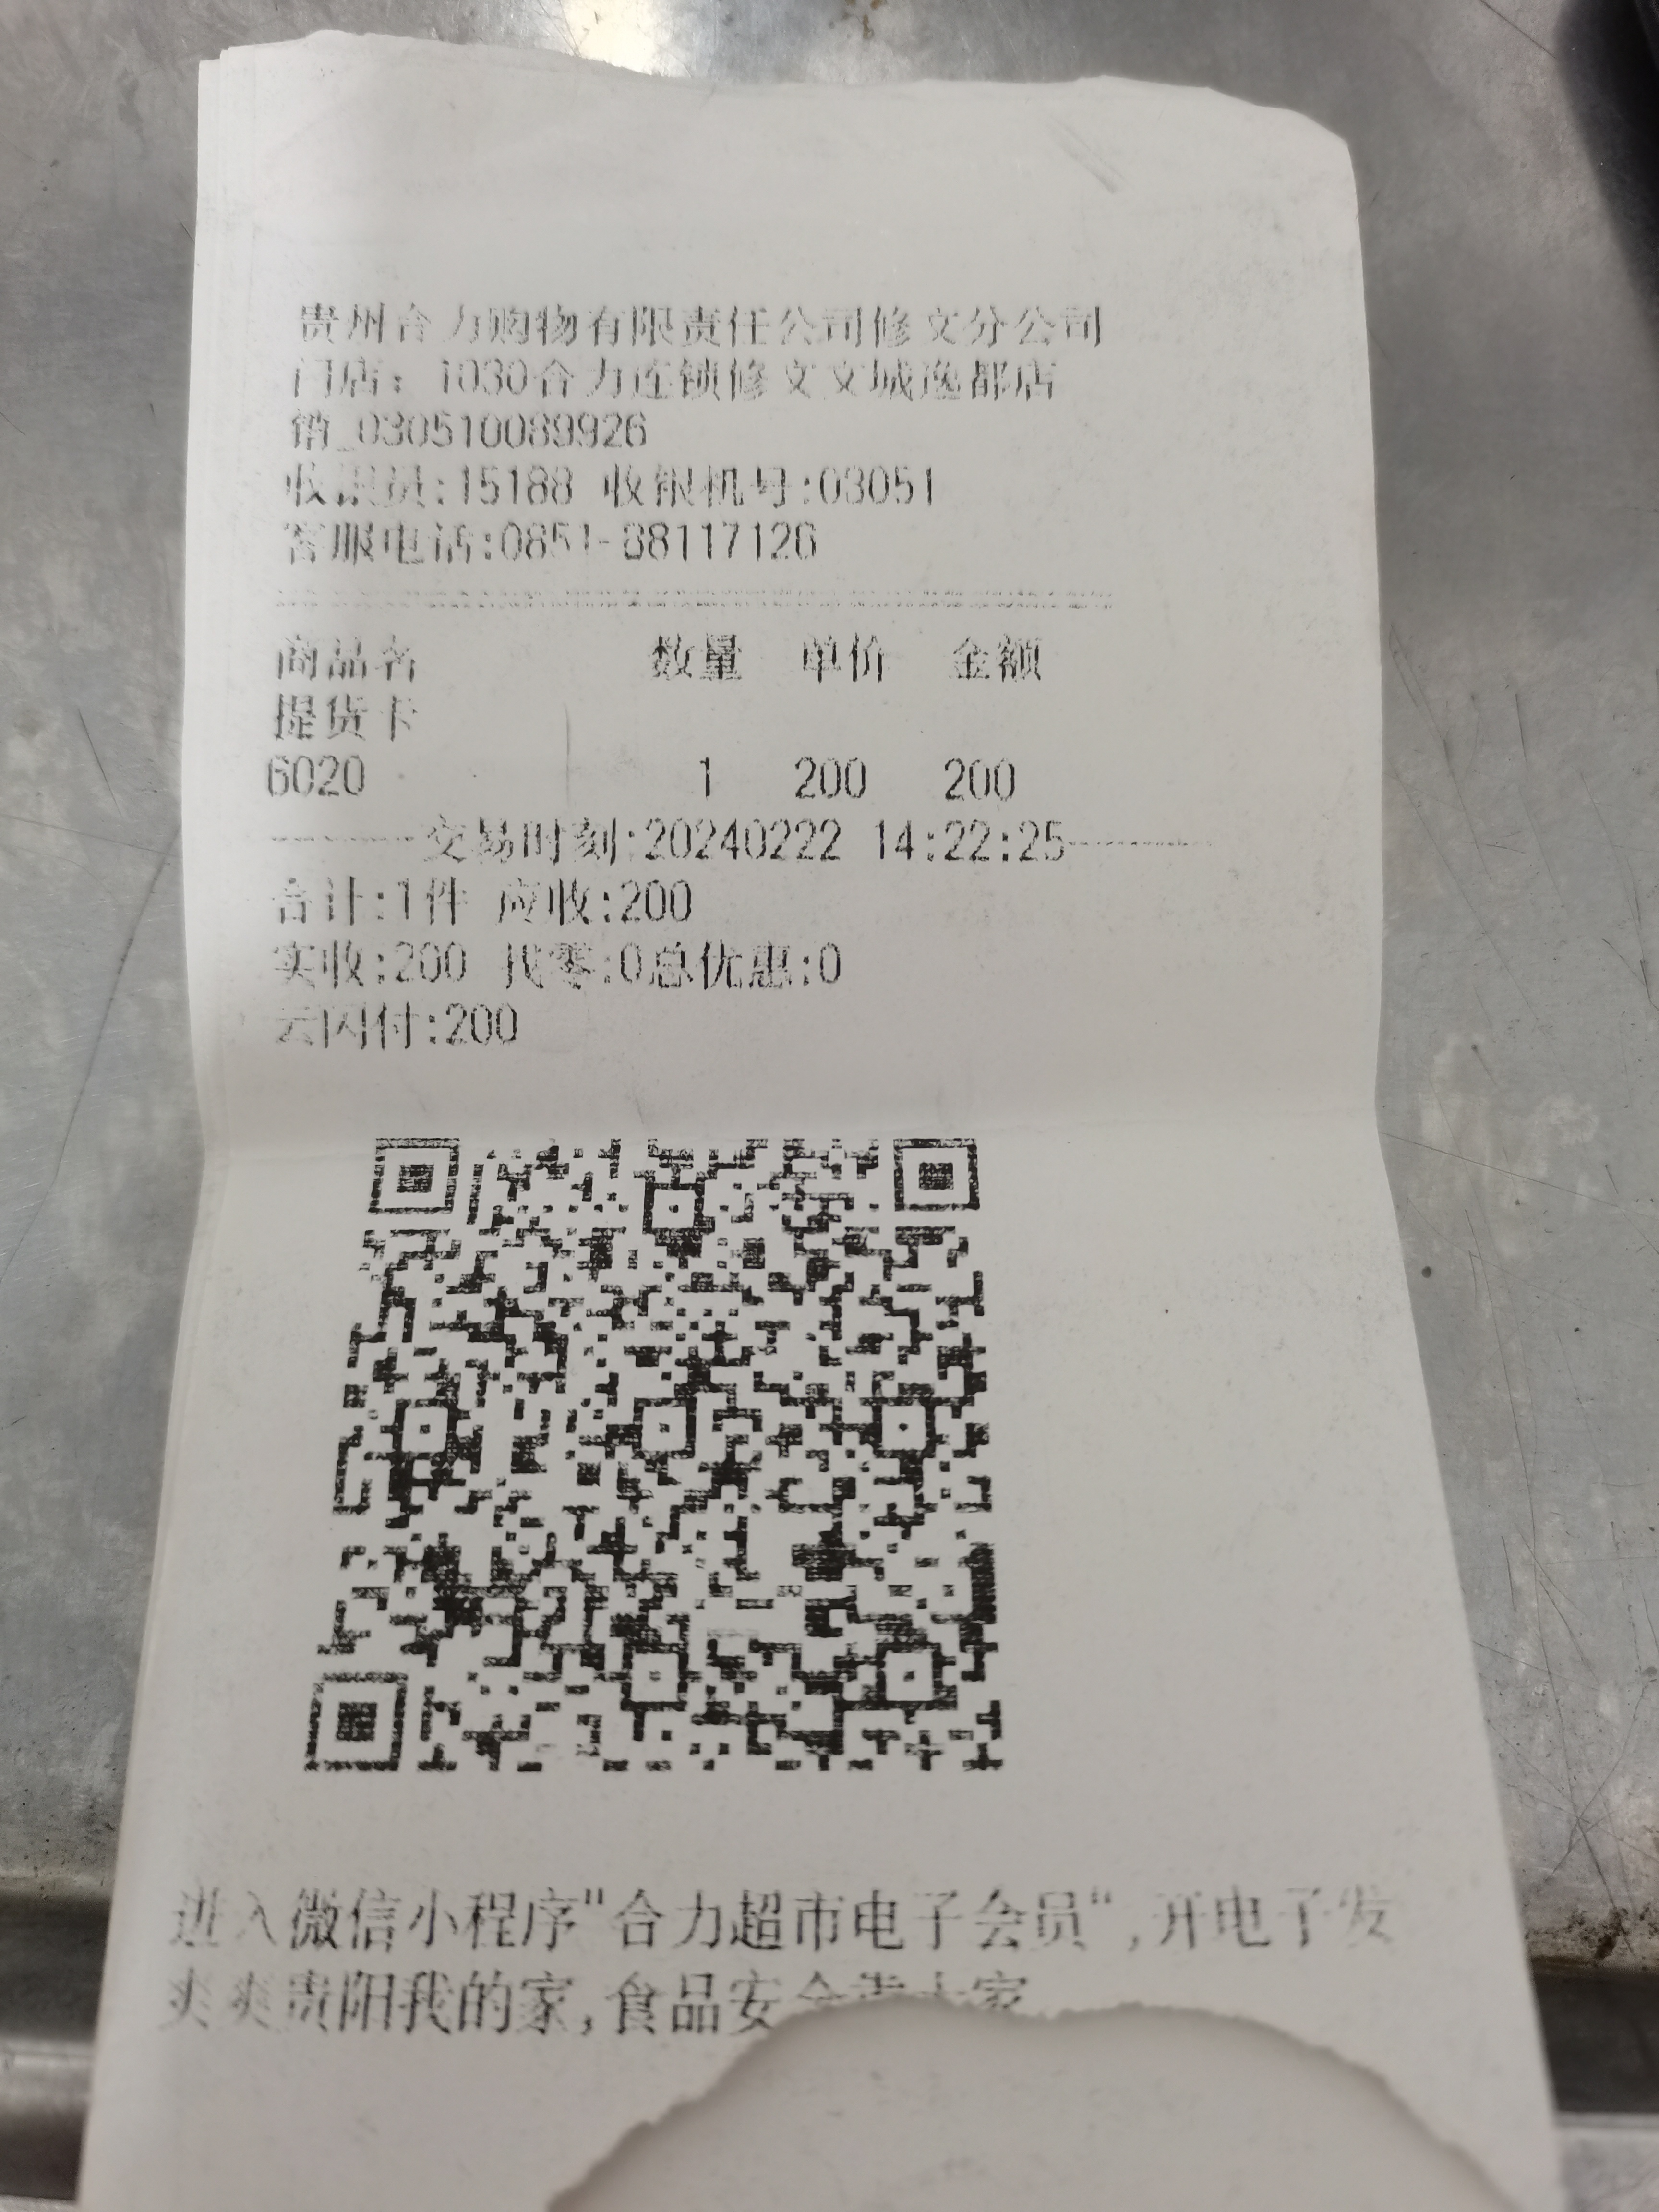 贵州合力购物有限责任公司修文分公司
门店：1030合力连锁修文文城逸都店
销_030510089926
收银员:15188 收银机号:03051
客服电话:0851-88117126
商品名 数量 单价 金额
提货卡
6020 1 200 200
交易时刻:20240222 14:22:25
合计:1件 应收:200
实收:200 找零:0总优惠:0
云闪付:200
进入微信小程序"合力超市电子会员",开电子发
爽爽贵阳我的家,食品安全靠大家